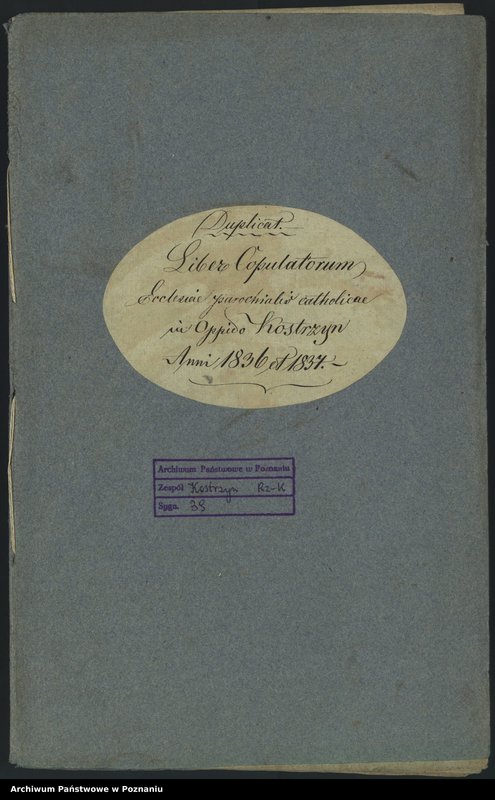 Duplicat.
Liber Copulatorum
Ecclesiae parochialis catholicae
in Oppido Kostrzyn
Anni 1836 et 1837.
Archiwum Państwowe w Poznaniu
Zespół Kostrzyn Rz-K
Sygn. 38
Archiwum Państwowe w Poznaniu